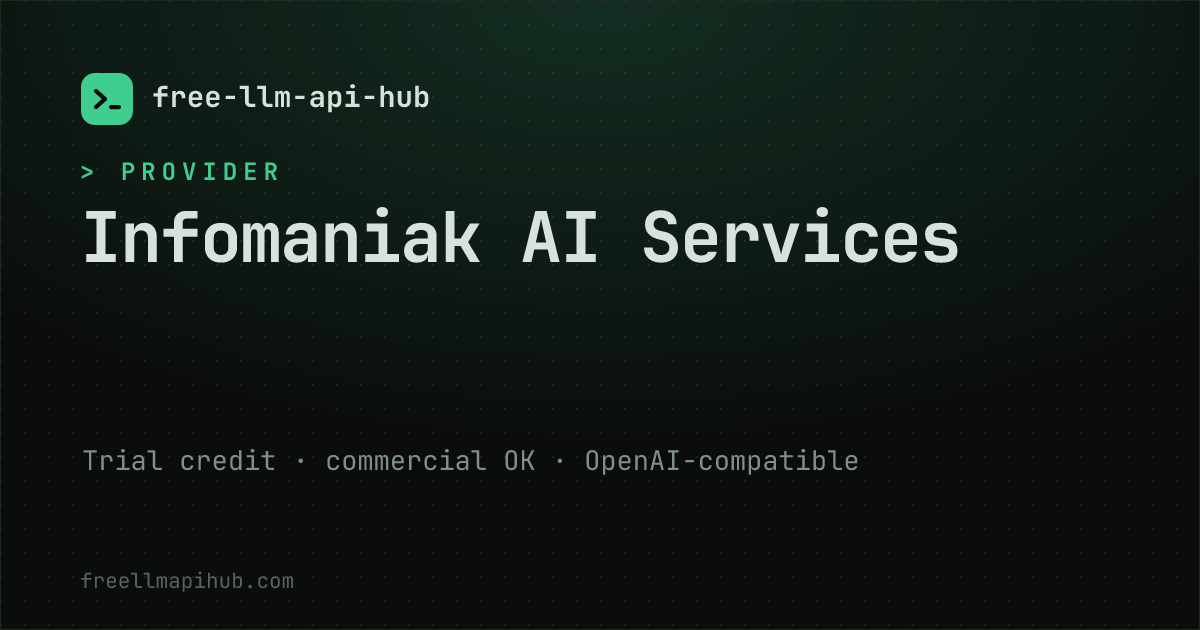 free-llm-api-hub
> PROVIDER
Infomaniak AI Services
Trial credit · commercial OK · OpenAI-compatible
freellmapihub.com